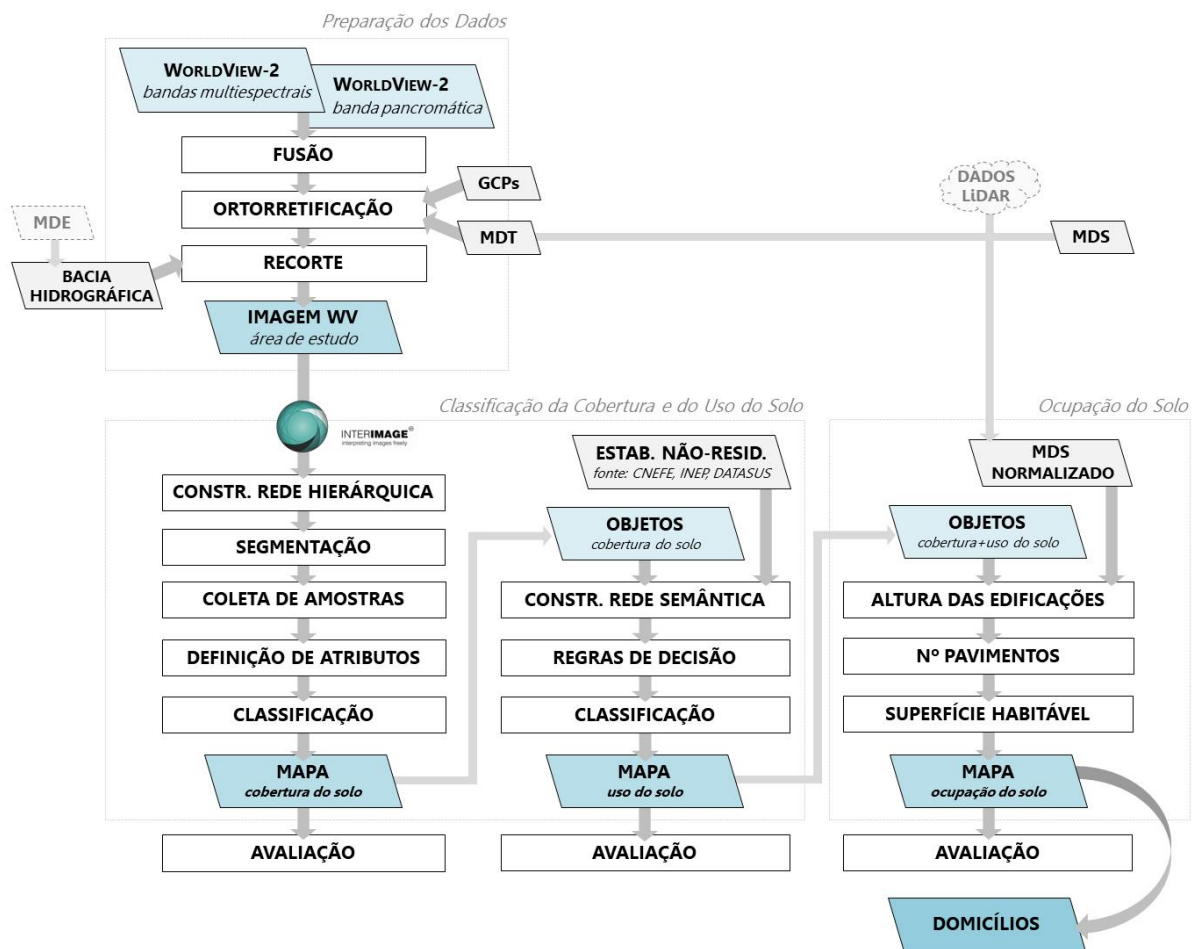 Preparação dos Dados
WORLDVIEW-2
bandas multiespectrais
WORLDVIEW-2
banda pancromática
FUSÃO
GCPs
DADOS
LiDAR
ORTORRETIFICAÇÃO
MDE
MDT
MDS
BACIA
HIDROGRÁFICA
RECORTE
IMAGEM WV
área de estudo
Classificação da Cobertura e do Uso do Solo
Ocupação do Solo
INTERIMAGE
interpreting images freely
ESTAB. NÃO-RESID.
fonte: CNEFE, INEP, DATASUS
MDS
NORMALIZADO
CONSTR. REDE HIERÁRQUICA
OBJETOS
cobertura do solo
OBJETOS
cobertura+uso do solo
SEGMENTAÇÃO
COLETA DE AMOSTRAS
CONSTR. REDE SEMÂNTICA
ALTURA DAS EDIFICAÇÕES
DEFINIÇÃO DE ATRIBUTOS
REGRAS DE DECISÃO
Nº PAVIMENTOS
CLASSIFICAÇÃO
CLASSIFICAÇÃO
SUPERFÍCIE HABITÁVEL
MAPA
cobertura do solo
MAPA
uso do solo
MAPA
ocupação do solo
AVALIAÇÃO
AVALIAÇÃO
AVALIAÇÃO
DOMICÍLIOS